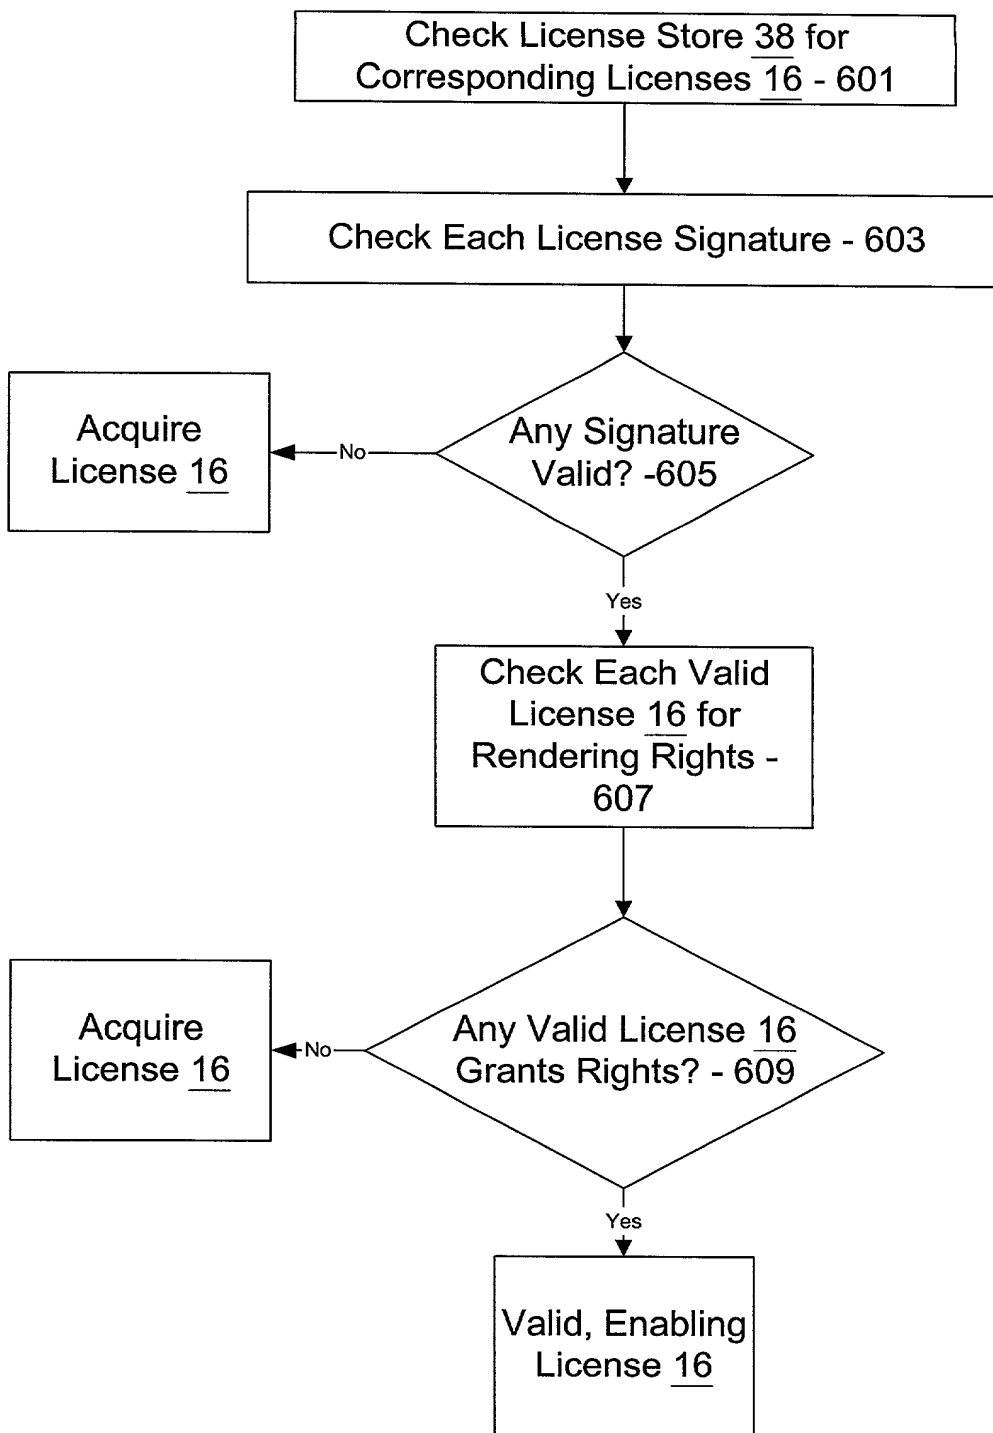 Check License Store 38 for
Corresponding Licenses 16 - 601
Check Each License Signature - 603
Any Signature
Valid? -605
No
Acquire
License 16
Yes
Check Each Valid
License 16 for
Rendering Rights -
607
Any Valid License 16
Grants Rights? - 609
No
Acquire
License 16
Yes
Valid, Enabling
License 16